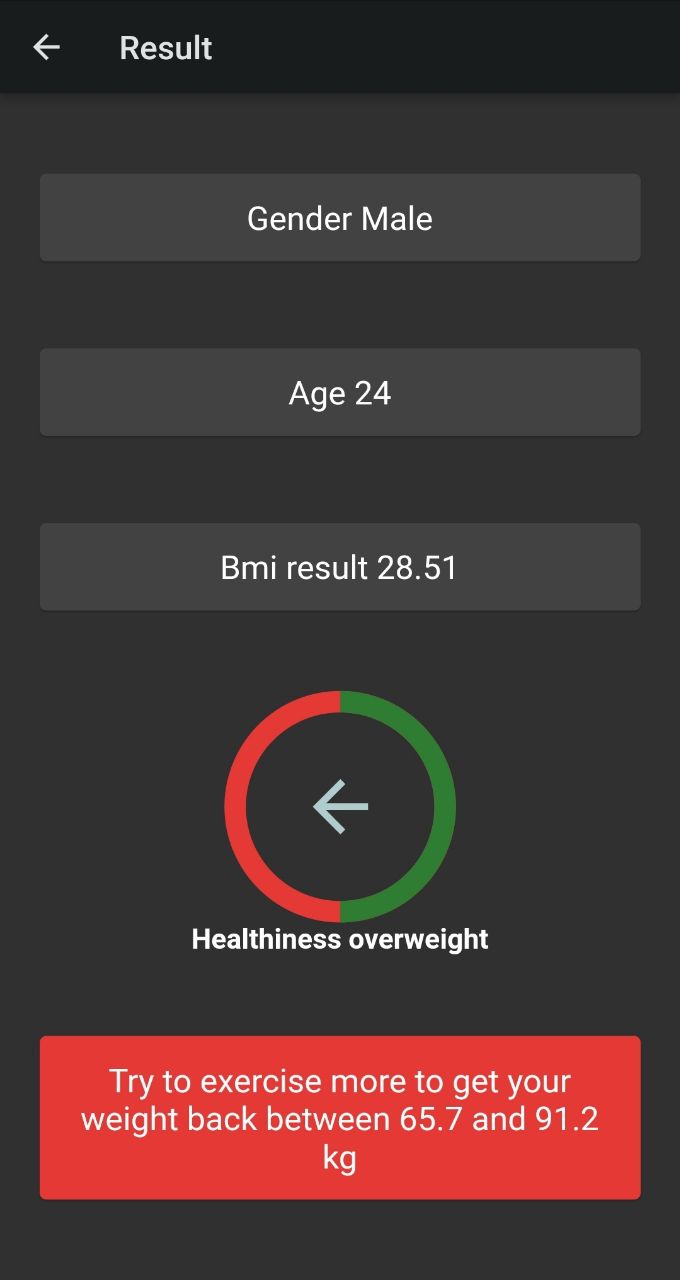 Result
Gender Male
Age 24
Bmi result 28.51
Healthiness overweight
Try to exercise more to get your
weight back between 65.7 and 91.2
kg